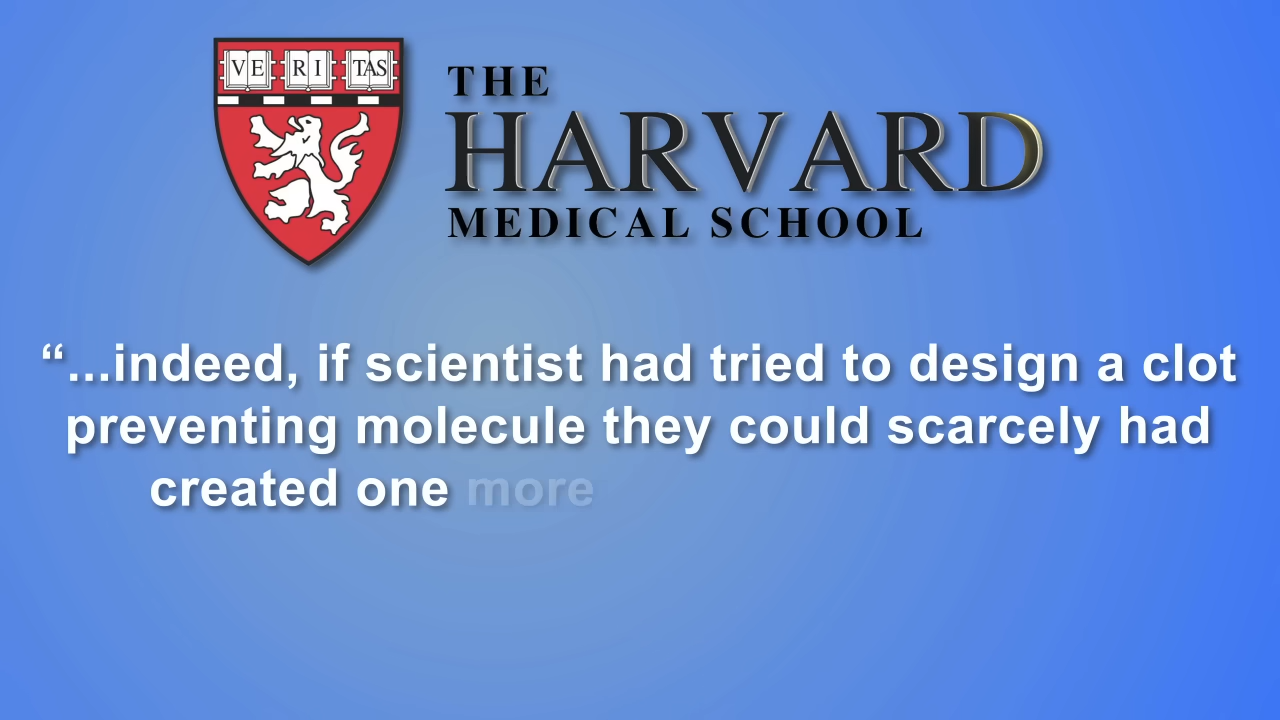 VE RI TAS
THE
HARVARD
MEDICAL SCHOOL
“...indeed, if scientist had tried to design a clot
preventing molecule they could scarcely had
created one more